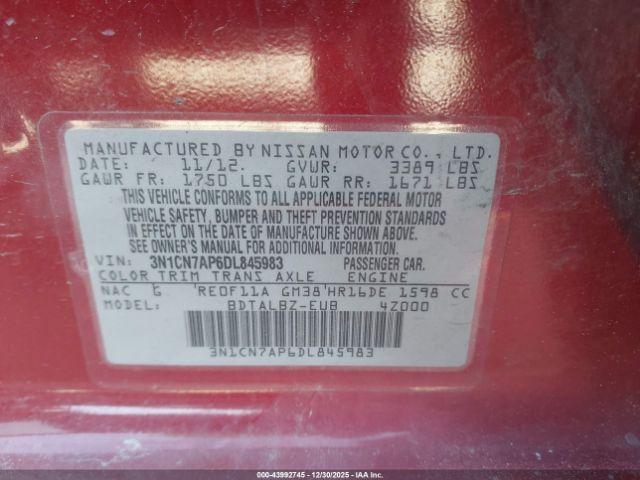 MANUFACTURED BY NISSAN MOTOR CO., LTD.
DATE: 11/12. GVWR: 3389 LBS
GAWR FR: 1750 LBS GAWR RR: 1671 LBS
THIS VEHICLE CONFORMS TO ALL APPLICABLE FEDERAL MOTOR
VEHICLE SAFETY, BUMPER AND THEFT PREVENTION STANDARDS
IN EFFECT ON THE DATE OF MANUFACTURE SHOWN ABOVE.
SEE OWNER'S MANUAL FOR ADDITIONAL INFORMATION.
VIN: 3N1CN7AP6DL845983 PASSENGER CAR.
COLOR TRIM TRANS AXLE ENGINE
NAC G 'RE0F11A GM38'HR16DE 1598 CC
MODEL: BDTALBZ-EUB 4Z000
3N1CN7AP6DL845983
000-43992745 - 12/30/2025 - IAA, Inc.